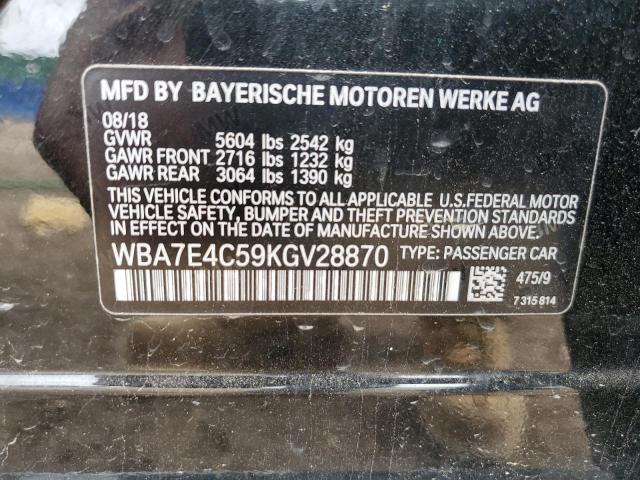 MFD BY BAYERISCHE MOTOREN WERKE AG
08/18
GVWR 5604 lbs 2542 kg
GAWR FRONT 2716 lbs 1232 kg
GAWR REAR 3064 lbs 1390 kg
THIS VEHICLE CONFORMS TO ALL APPLICABLE U.S.FEDERAL MOTOR
VEHICLE SAFETY, BUMPER AND THEFT PREVENTION STANDARDS
IN EFFECT ON THE DATE OF MANUFACTURE SHOWN ABOVE.
WBA7E4C59KGV28870 TYPE: PASSENGER CAR
475/9
7 315 814